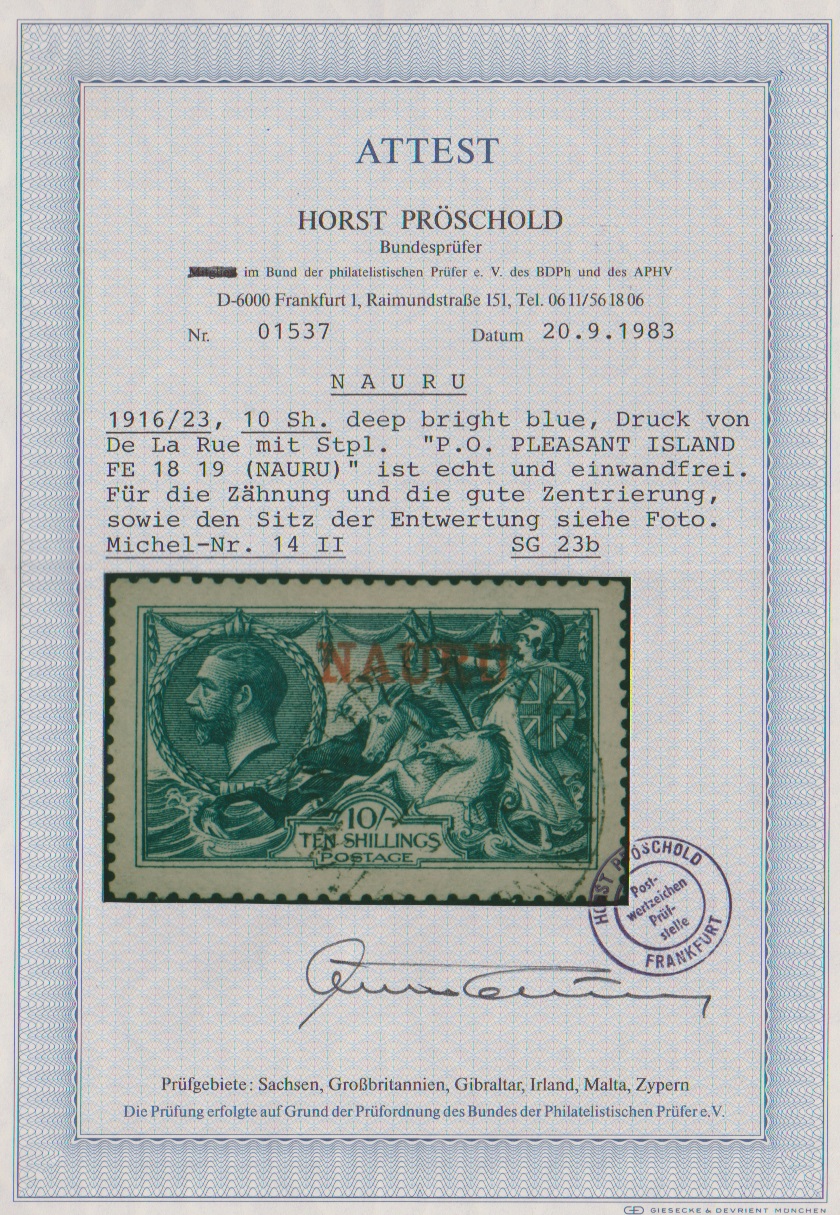 ATTEST
HORST PRÖSCHOLD
Bundesprüfer
im Bund der philatelistischen Prüfer e. V. des BDPh und des APHV
D-6000 Frankfurt 1, Raimundstraße 151, Tel. 06 11/56 18 06
Nr. 01537 Datum 20.9.1983
N A U R U
1916/23, 10 Sh. deep bright blue, Druck von
De La Rue mit Stpl. "P.O. PLEASANT ISLAND
FE 18 19 (NAURU)" ist echt und einwandfrei.
Für die Zähnung und die gute Zentrierung,
sowie den Sitz der Entwertung siehe Foto.
Michel-Nr. 14 II SG 23b
NAURU
10/-
TEN SHILLINGS
POSTAGE
HORST PRÖSCHOLD
Post-
wertzeichen
Prüf-
stelle
FRANKFURT
Prüfgebiete: Sachsen, Großbritannien, Gibraltar, Irland, Malta, Zypern
Die Prüfung erfolgte auf Grund der Prüfordnung des Bundes der Philatelistischen Prüfer e.V.
GIESECKE & DEVRIENT MÜNCHEN